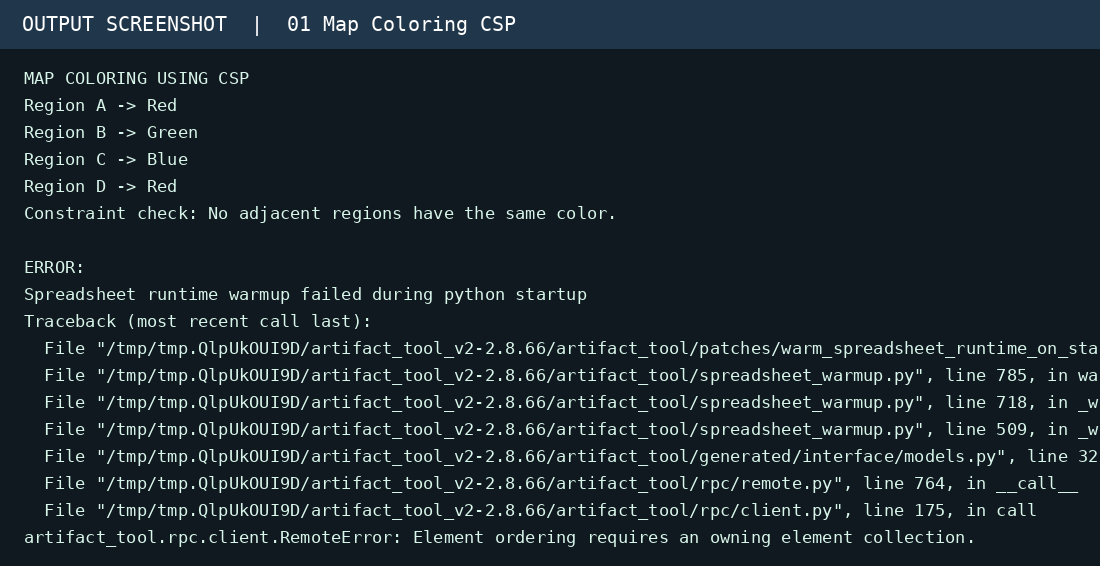 OUTPUT SCREENSHOT | 01 Map Coloring CSP
MAP COLORING USING CSP
Region A -> Red
Region B -> Green
Region C -> Blue
Region D -> Red
Constraint check: No adjacent regions have the same color.
ERROR:
Spreadsheet runtime warmup failed during python startup
Traceback (most recent call last):
File "/tmp/tmp.QlpUkOUI9D/artifact_tool_v2-2.8.66/artifact_tool/patches/warm_spreadsheet_runtime_on_sta
File "/tmp/tmp.QlpUkOUI9D/artifact_tool_v2-2.8.66/artifact_tool/spreadsheet_warmup.py", line 785, in wa
File "/tmp/tmp.QlpUkOUI9D/artifact_tool_v2-2.8.66/artifact_tool/spreadsheet_warmup.py", line 718, in _w
File "/tmp/tmp.QlpUkOUI9D/artifact_tool_v2-2.8.66/artifact_tool/spreadsheet_warmup.py", line 509, in _w
File "/tmp/tmp.QlpUkOUI9D/artifact_tool_v2-2.8.66/artifact_tool/generated/interface/models.py", line 32
File "/tmp/tmp.QlpUkOUI9D/artifact_tool_v2-2.8.66/artifact_tool/rpc/remote.py", line 764, in __call__
File "/tmp/tmp.QlpUkOUI9D/artifact_tool_v2-2.8.66/artifact_tool/rpc/client.py", line 175, in call
artifact_tool.rpc.client.RemoteError: Element ordering requires an owning element collection.